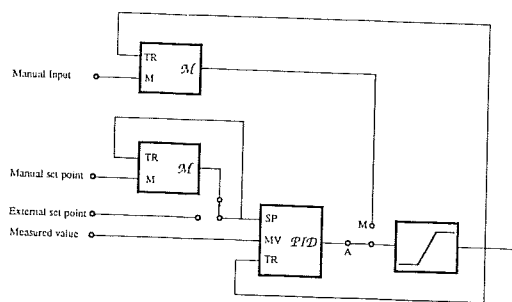 TR
Manual Input
M
ℳ
TR
ℳ
Manual set point
M
External set point
SP
M
Measured value
MV
PID
A
TR